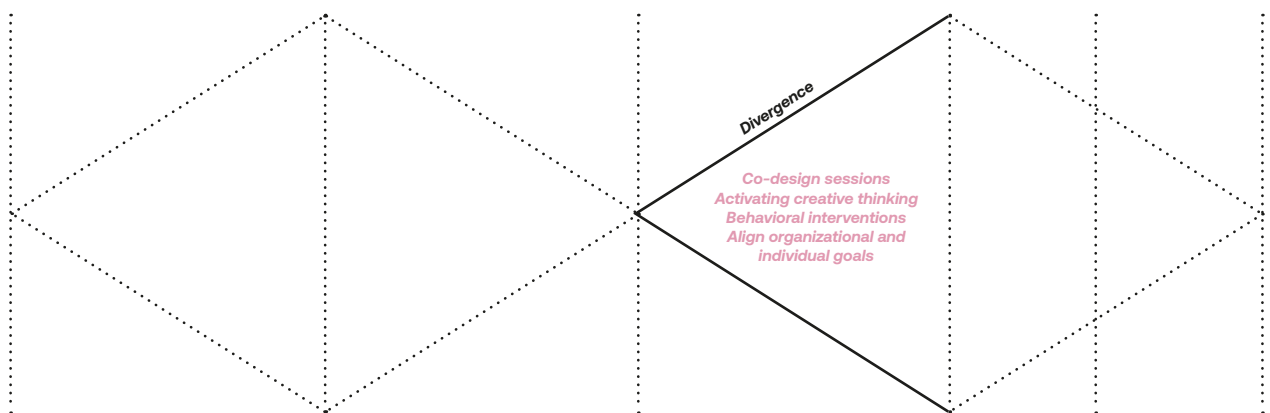 Divergence
Co-design sessions
Activating creative thinking
Behavioral interventions
Align organizational and
individual goals